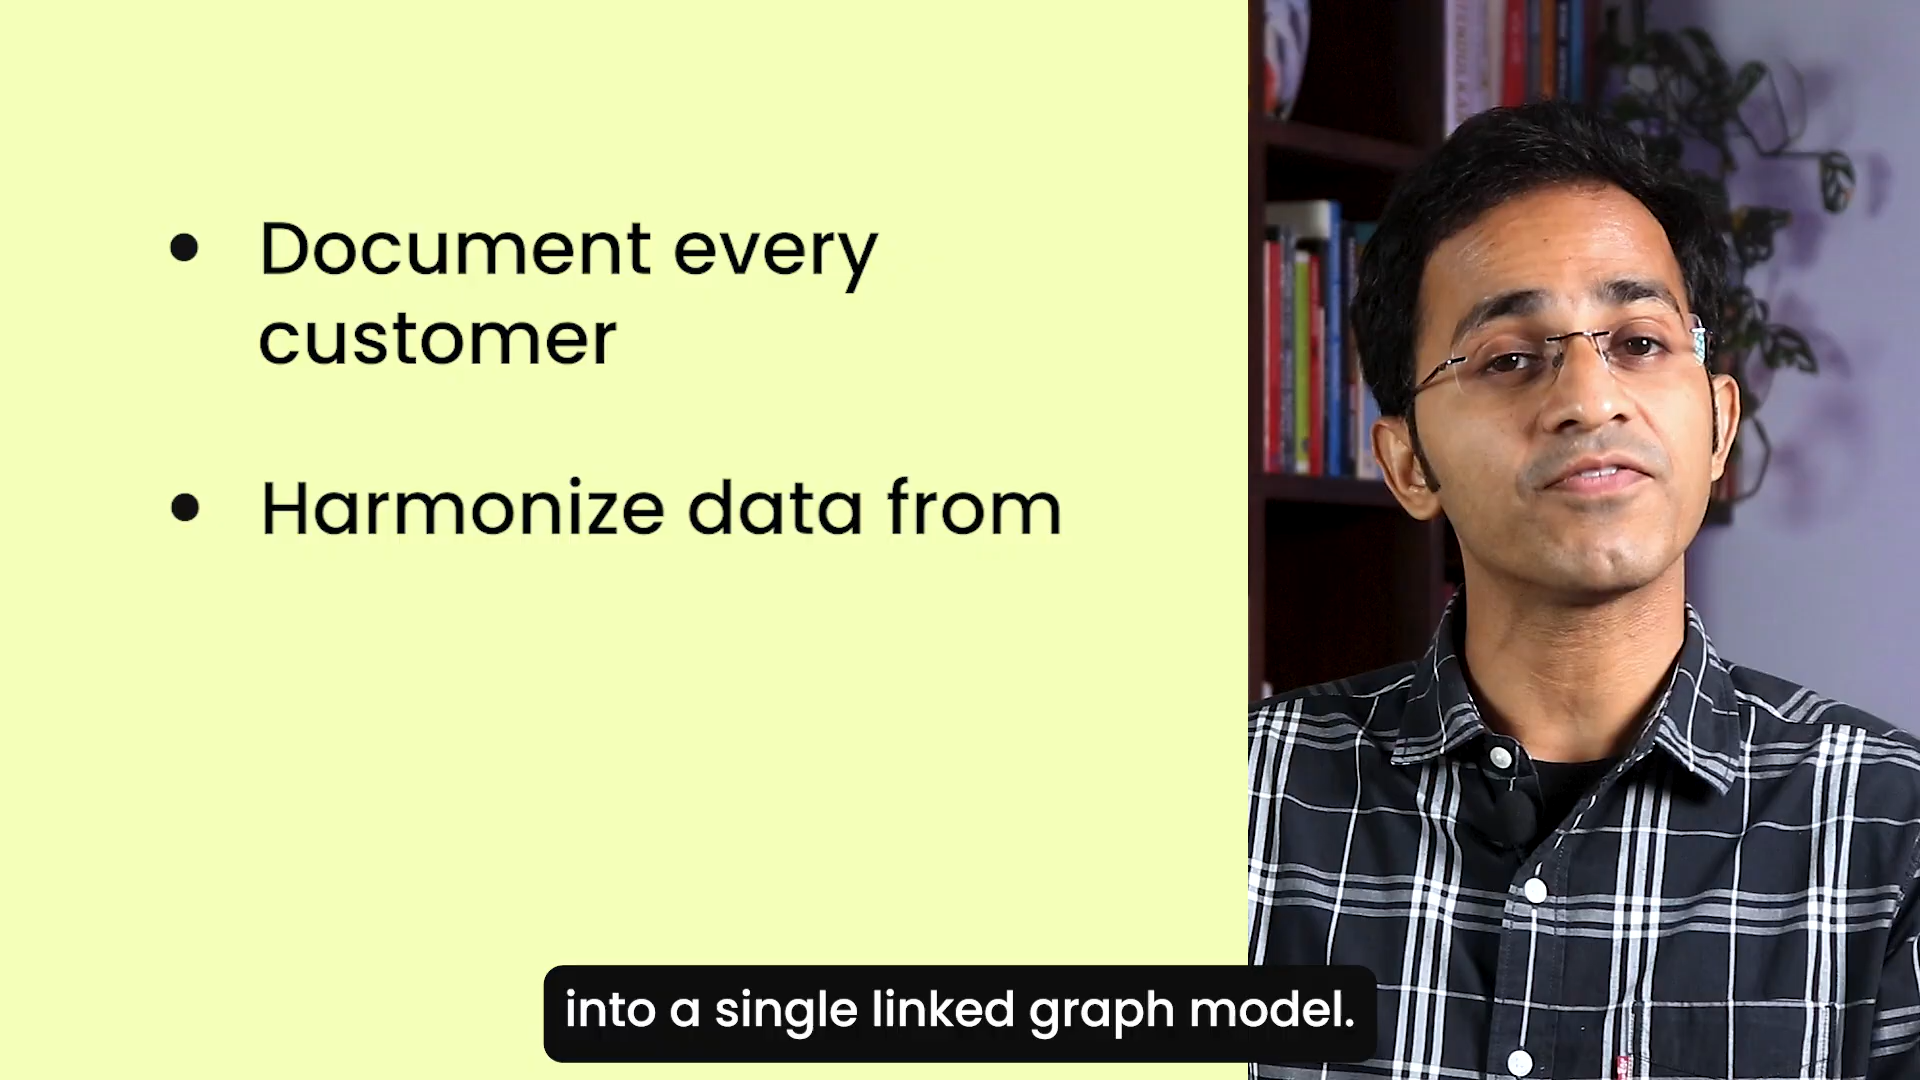 Document every
customer
Harmonize data from
into a single linked graph model.